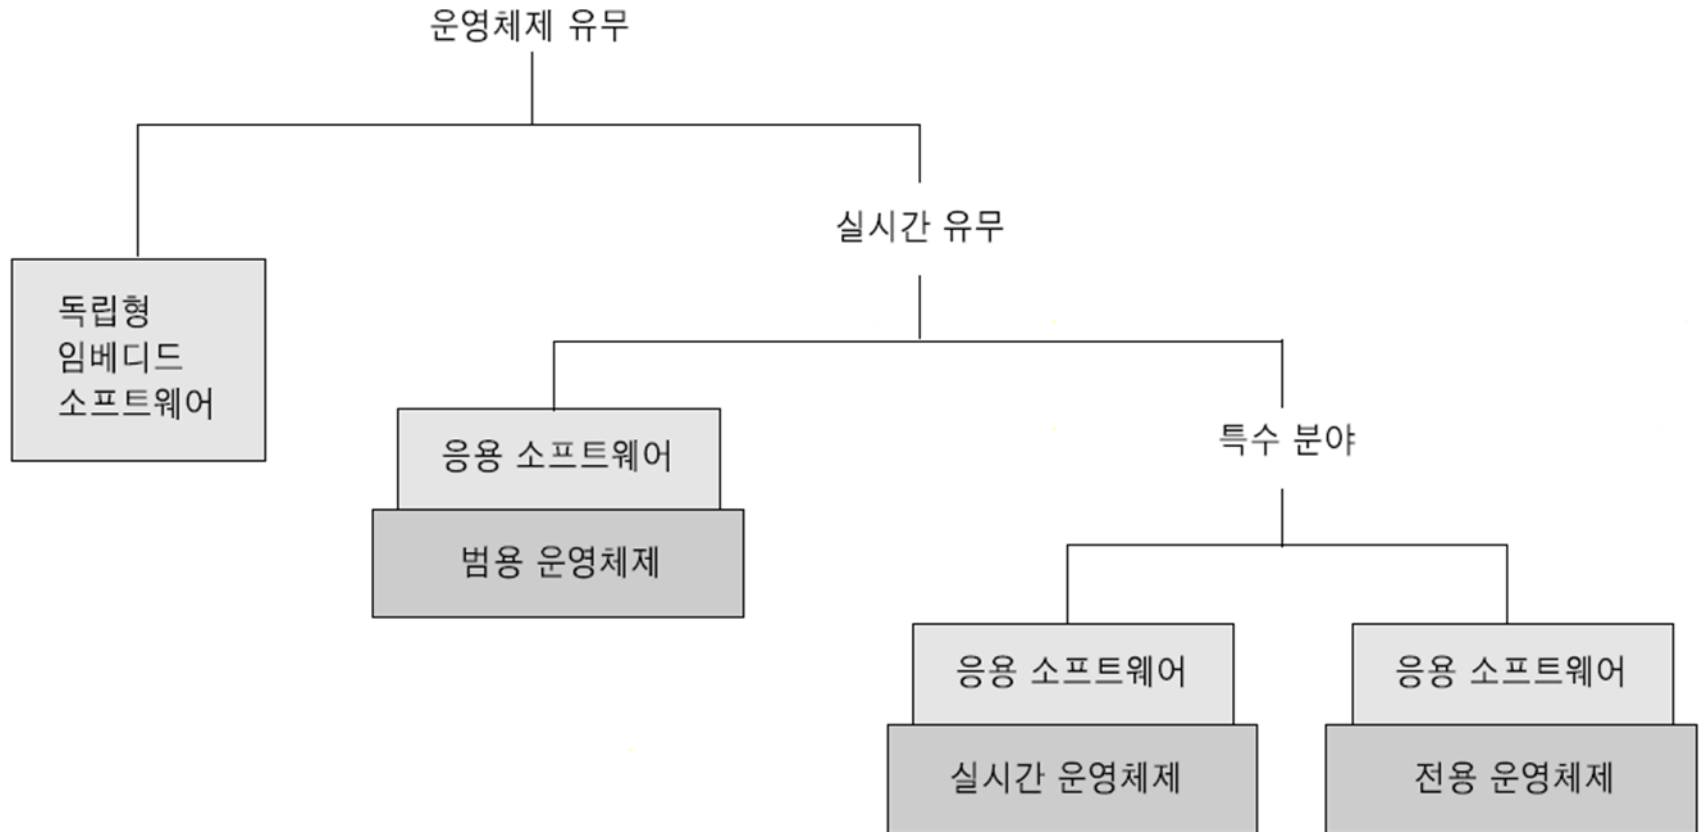 운영체제 유무
실시간 유무
독립형
임베디드
소프트웨어
응용 소프트웨어
범용 운영체제
특수 분야
응용 소프트웨어
실시간 운영체제
응용 소프트웨어
전용 운영체제